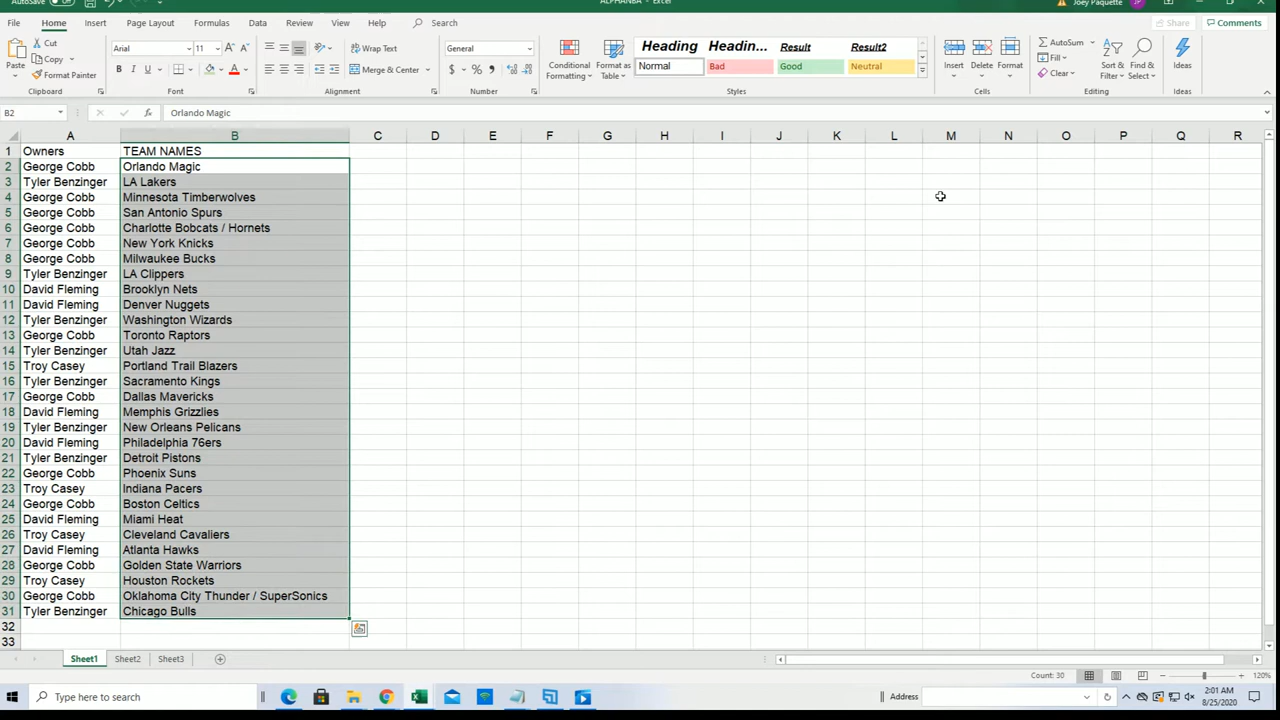 AutoSave Off ALPHANBA - Excel Joey Paquette
File Home Insert Page Layout Formulas Data Review View Help Search Share Comments
Paste Cut Copy Format Painter Clipboard
Arial 11 Font
Wrap Text Merge & Center Alignment
General Number
Conditional Formatting Format as Table
Heading Headin... Result Result2
Normal Bad Good Neutral Styles
Insert Delete Format Cells
AutoSum Fill Clear Sort & Filter Find & Select Editing
Ideas Ideas
B2 Orlando Magic
A B C D E F G H I J K L M N O P Q R
1 Owners TEAM NAMES
2 George Cobb Orlando Magic
3 Tyler Benzinger LA Lakers
4 George Cobb Minnesota Timberwolves
5 George Cobb San Antonio Spurs
6 George Cobb Charlotte Bobcats / Hornets
7 George Cobb New York Knicks
8 George Cobb Milwaukee Bucks
9 Tyler Benzinger LA Clippers
10 David Fleming Brooklyn Nets
11 David Fleming Denver Nuggets
12 Tyler Benzinger Washington Wizards
13 George Cobb Toronto Raptors
14 Tyler Benzinger Utah Jazz
15 Troy Casey Portland Trail Blazers
16 Tyler Benzinger Sacramento Kings
17 George Cobb Dallas Mavericks
18 David Fleming Memphis Grizzlies
19 Tyler Benzinger New Orleans Pelicans
20 David Fleming Philadelphia 76ers
21 Tyler Benzinger Detroit Pistons
22 George Cobb Phoenix Suns
23 Troy Casey Indiana Pacers
24 George Cobb Boston Celtics
25 David Fleming Miami Heat
26 Troy Casey Cleveland Cavaliers
27 David Fleming Atlanta Hawks
28 George Cobb Golden State Warriors
29 Troy Casey Houston Rockets
30 George Cobb Oklahoma City Thunder / SuperSonics
31 Tyler Benzinger Chicago Bulls
32
33
Sheet1 Sheet2 Sheet3
Count: 30 120%
Type here to search Address 2:01 AM
8/25/2020